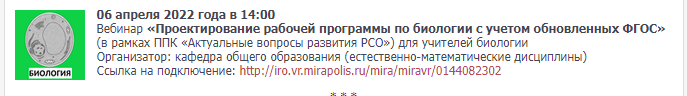 06 апреля 2022 года в 14:00
Вебинар «Проектирование рабочей программы по биологии с учетом обновленных ФГОС»
(в рамках ППК «Актуальные вопросы развития РСО») для учителей биологии
Организатор: кафедра общего образования (естественно-математические дисциплины)
Ссылка на подключение: http://iro.vr.mirapolis.ru/mira/miravr/0144082302
БИОЛОГИЯ
* * *